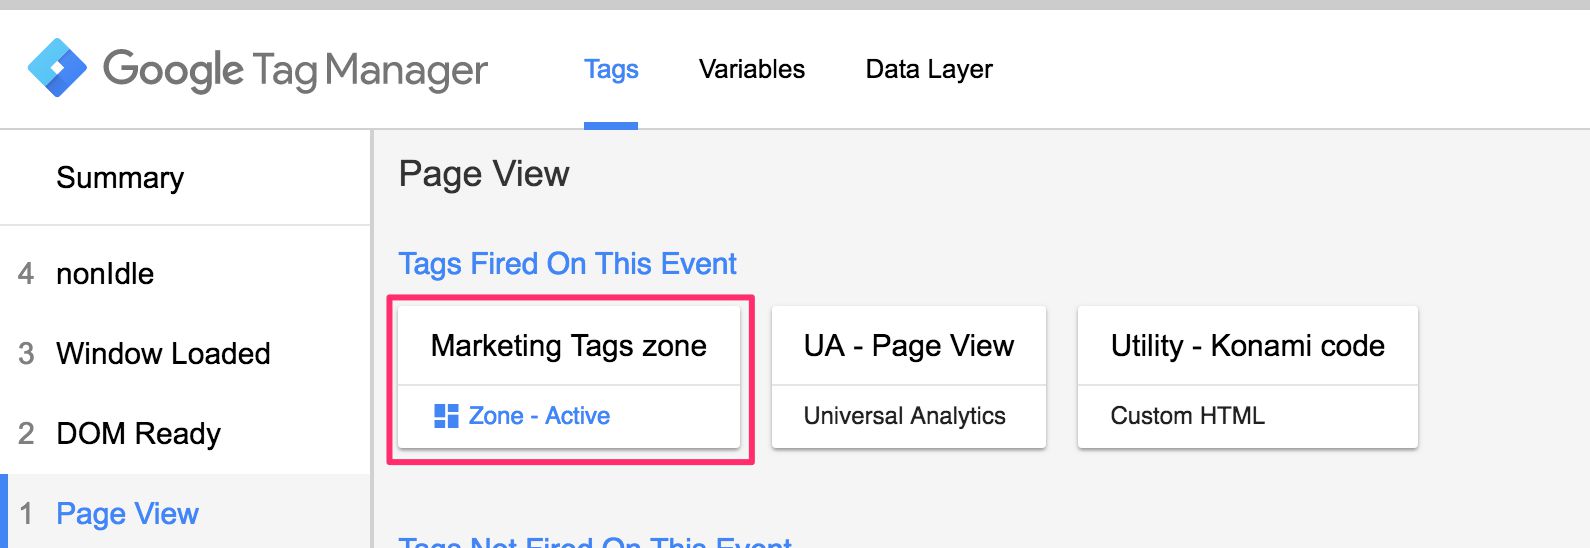 Google Tag Manager
Tags
Variables
Data Layer
Summary
4 nonIdle
3 Window Loaded
2 DOM Ready
1 Page View
Page View
Tags Fired On This Event
Marketing Tags zone
Zone - Active
UA - Page View
Universal Analytics
Utility - Konami code
Custom HTML
Tags Not Fired On This Event